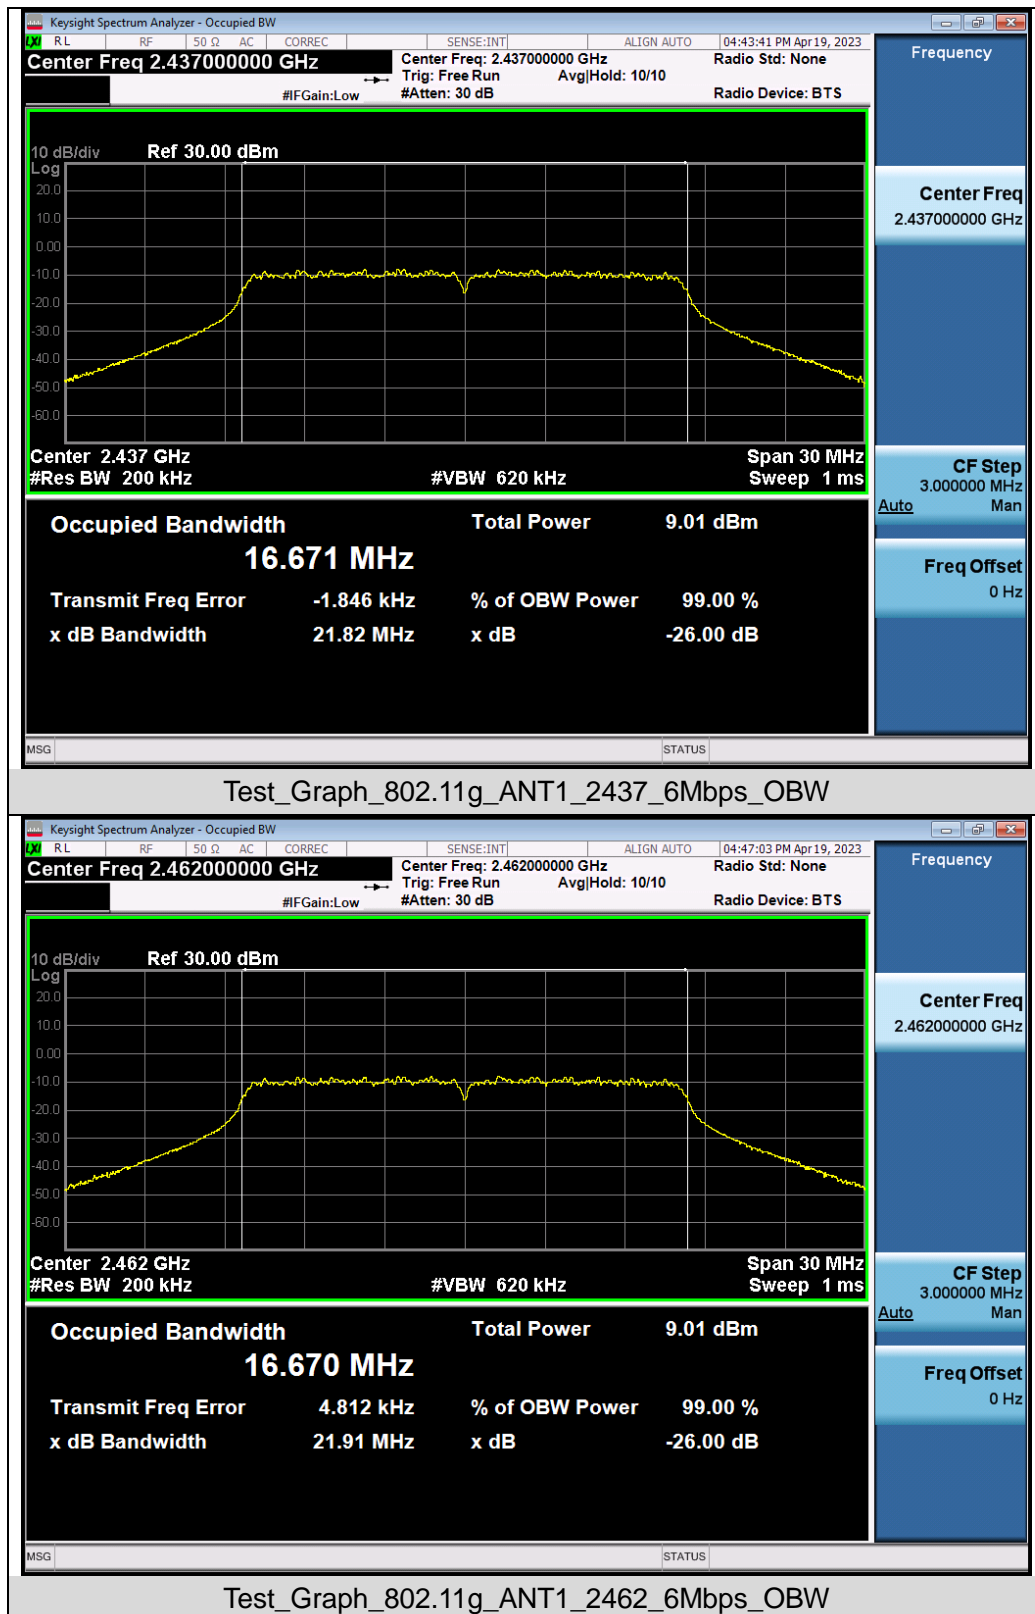 Keysight Spectrum Analyzer - Occupied BW
LXI RL RF 50 Ω AC CORREC SENSE:INT ALIGN AUTO 04:43:41 PM Apr 19, 2023
Center Freq 2.437000000 GHz
Center Freq: 2.437000000 GHz Radio Std: None
Trig: Free Run Avg|Hold: 10/10
#IFGain:Low #Atten: 30 dB Radio Device: BTS
Frequency
10 dB/div Ref 30.00 dBm
Log
20.0
10.0
0.00
-10.0
-20.0
-30.0
-40.0
-50.0
-60.0
Center 2.437 GHz Span 30 MHz
#Res BW 200 kHz #VBW 620 kHz Sweep 1 ms
Center Freq
2.437000000 GHz
CF Step
3.000000 MHz
Auto Man
Freq Offset
0 Hz
Occupied Bandwidth Total Power 9.01 dBm
16.671 MHz
Transmit Freq Error -1.846 kHz % of OBW Power 99.00 %
x dB Bandwidth 21.82 MHz x dB -26.00 dB
MSG STATUS
Test_Graph_802.11g_ANT1_2437_6Mbps_OBW
Keysight Spectrum Analyzer - Occupied BW
LXI RL RF 50 Ω AC CORREC SENSE:INT ALIGN AUTO 04:47:03 PM Apr 19, 2023
Center Freq 2.462000000 GHz
Center Freq: 2.462000000 GHz Radio Std: None
Trig: Free Run Avg|Hold: 10/10
#IFGain:Low #Atten: 30 dB Radio Device: BTS
Frequency
10 dB/div Ref 30.00 dBm
Log
20.0
10.0
0.00
-10.0
-20.0
-30.0
-40.0
-50.0
-60.0
Center 2.462 GHz Span 30 MHz
#Res BW 200 kHz #VBW 620 kHz Sweep 1 ms
Center Freq
2.462000000 GHz
CF Step
3.000000 MHz
Auto Man
Freq Offset
0 Hz
Occupied Bandwidth Total Power 9.01 dBm
16.670 MHz
Transmit Freq Error 4.812 kHz % of OBW Power 99.00 %
x dB Bandwidth 21.91 MHz x dB -26.00 dB
MSG STATUS
Test_Graph_802.11g_ANT1_2462_6Mbps_OBW